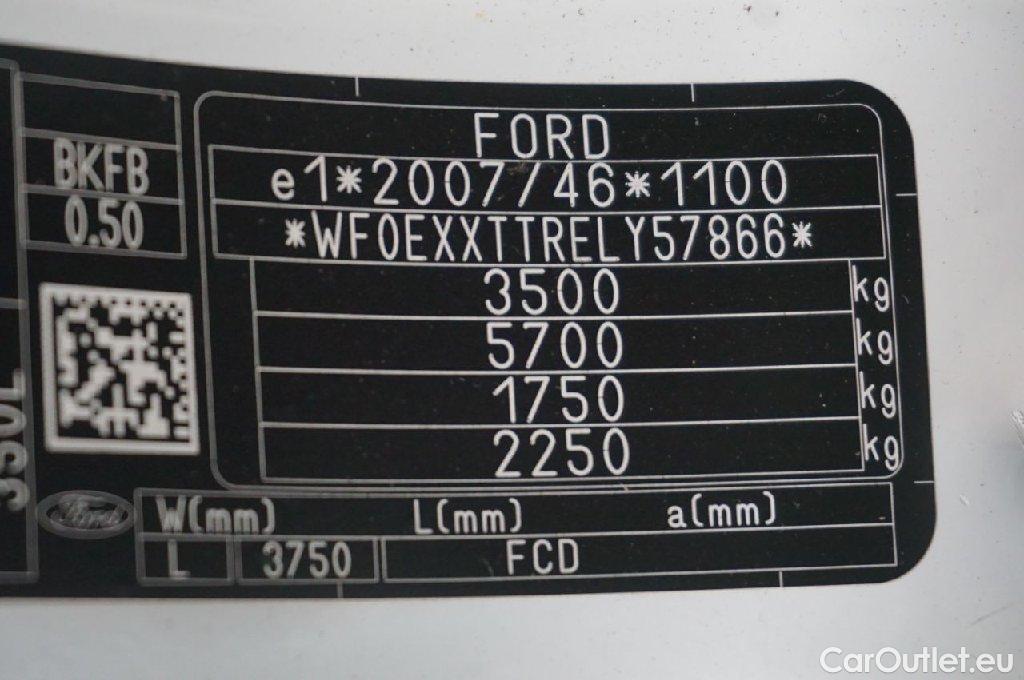 BKFB
0.50
FORD
e1*2007/46*1100
*WF0EXXTTRELY57866*
3500 kg
5700 kg
1750 kg
2250 kg
Ford
W(mm) L(mm) a(mm)
L 3750 FCD
CarOutlet.eu